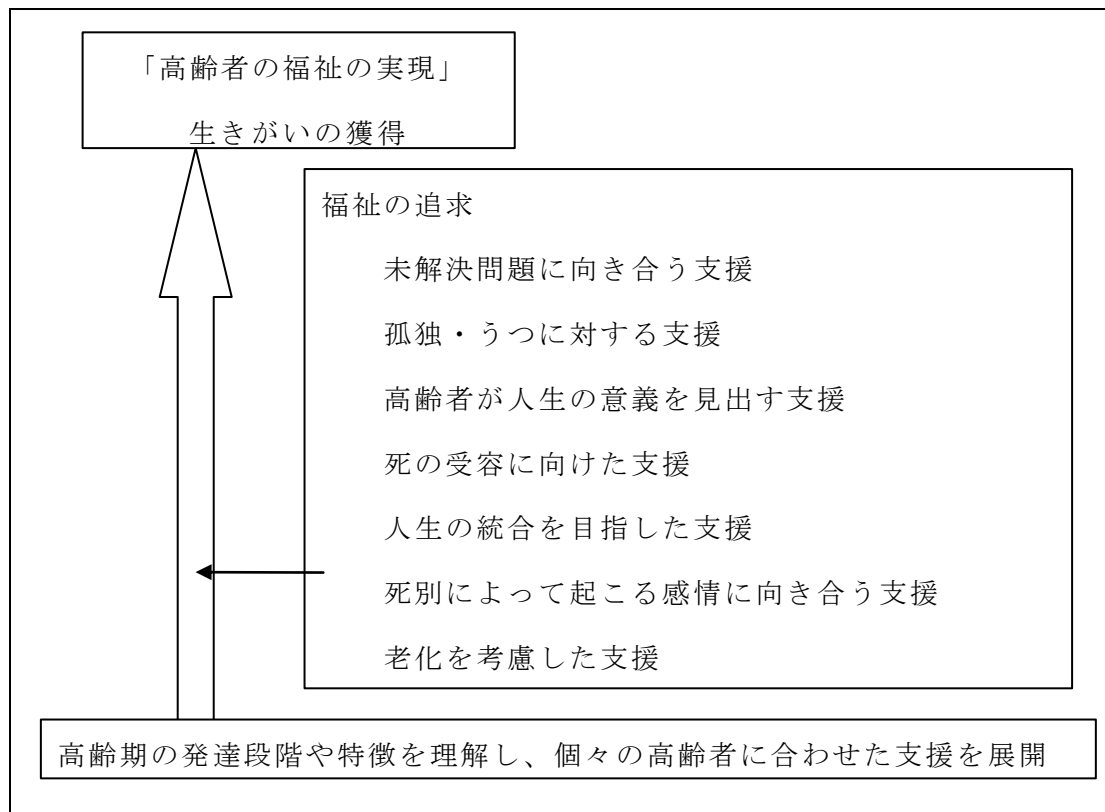 「高齢者の福祉の実現」
生きがいの獲得
福祉の追求
未解決問題に向き合う支援
孤独・うつに対する支援
高齢者が人生の意義を見出す支援
死の受容に向けた支援
人生の統合を目指した支援
死別によって起こる感情に向き合う支援
老化を考慮した支援
高齢期の発達段階や特徴を理解し、個々の高齢者に合わせた支援を展開